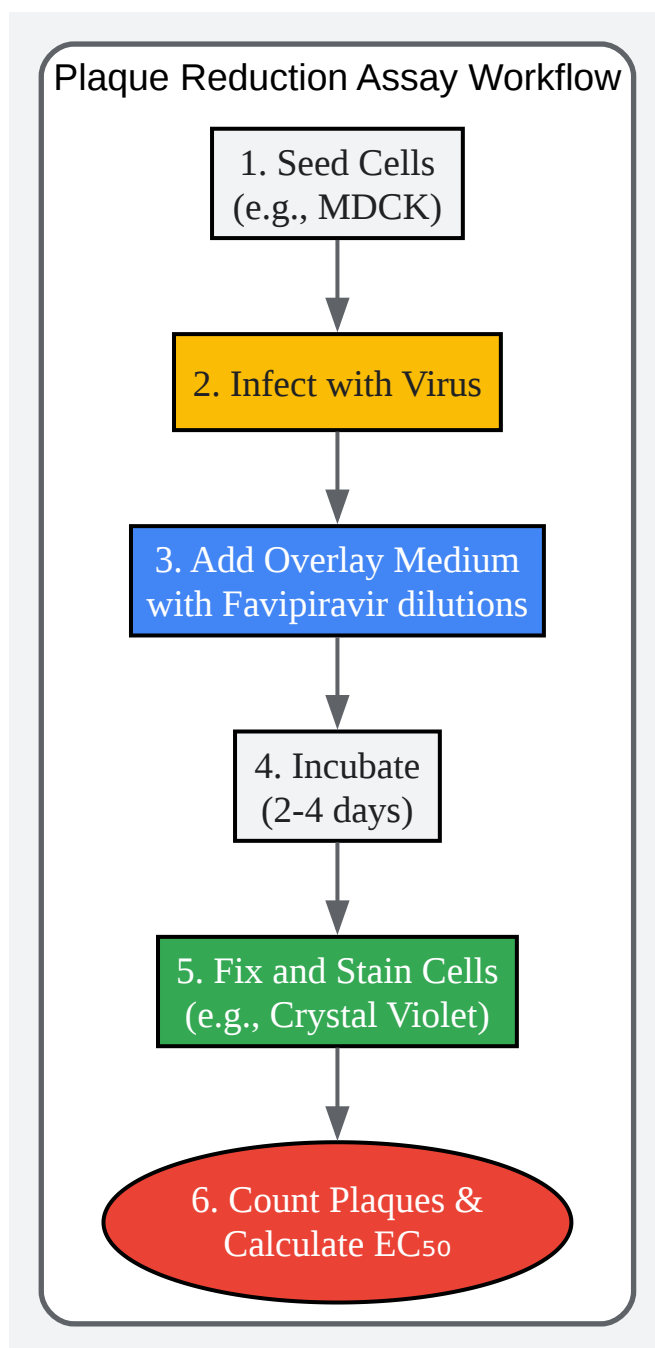 Plaque Reduction Assay Workflow
1. Seed Cells
(e.g., MDCK)
2. Infect with Virus
3. Add Overlay Medium
with Favipiravir dilutions
4. Incubate
(2-4 days)
5. Fix and Stain Cells
(e.g., Crystal Violet)
6. Count Plaques &
Calculate EC₅₀